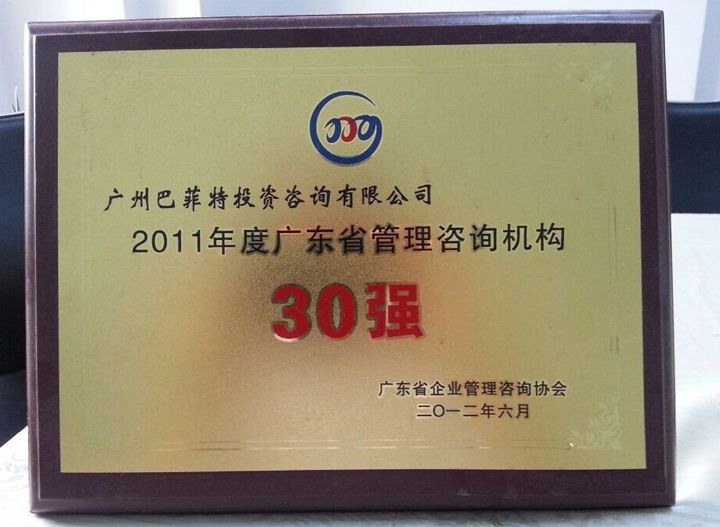 广州巴菲特投资咨询有限公司
2011年度广东省管理咨询机构
30强
广东省企业管理咨询协会
二〇一二年六月